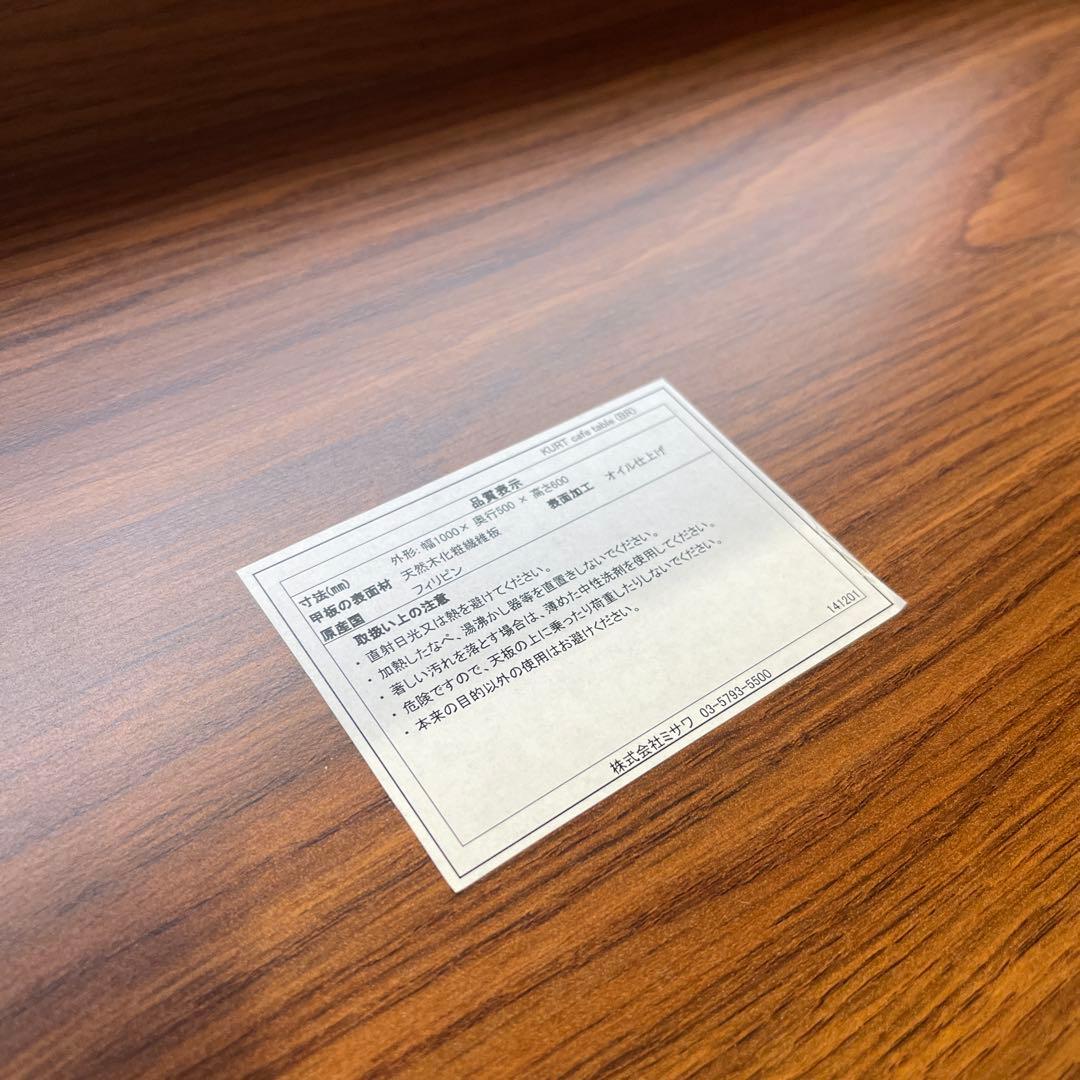 KURT cafe table (BR)
品質表示
寸法(mm) 外形: 幅1000× 奥行500 × 高さ600
甲板の表面材 天然木化粧繊維板 表面加工 オイル仕上げ
原産国 フィリピン
取扱い上の注意
・直射日光又は熱を避けてください。
・加熱したなべ、湯沸かし器等を直置きしないでください。
・著しい汚れを落とす場合は、薄めた中性洗剤を使用してください。
・危険ですので、天板の上に乗ったり荷重したりしないでください。
・本来の目的以外の使用はお避けください。
141201
株式会社ミサワ 03-5793-5500